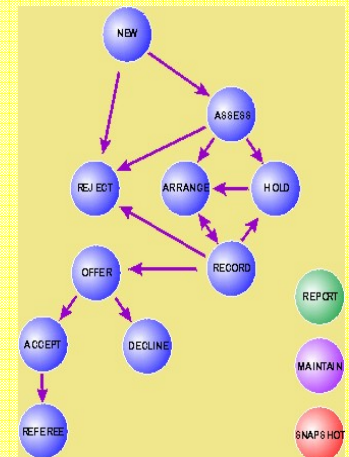 NEW
ASSESS
REJECT
ARRANGE
HOLD
OFFER
RECORD
REPORT
ACCEPT
DECLINE
MAINTAIN
REFEREE
SNAPSHOT